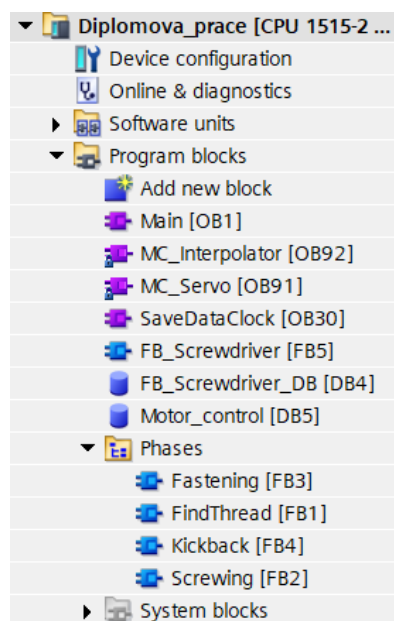 Diplomova_prace [CPU 1515-2 ...
Device configuration
Online & diagnostics
Software units
Program blocks
Add new block
Main [OB1]
MC_Interpolator [OB92]
MC_Servo [OB91]
SaveDataClock [OB30]
FB_Screwdriver [FB5]
FB_Screwdriver_DB [DB4]
Motor_control [DB5]
Phases
Fastening [FB3]
FindThread [FB1]
Kickback [FB4]
Screwing [FB2]
System blocks